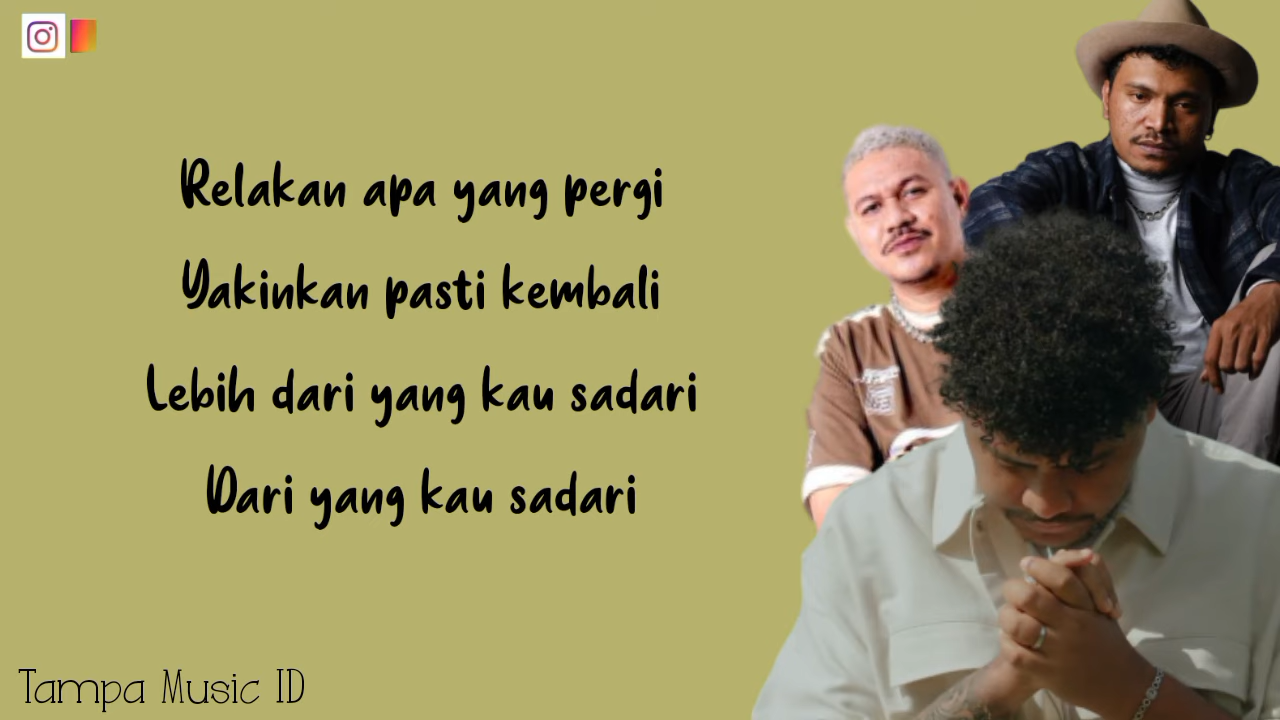 Relakan apa yang pergi
Yakinkan pasti kembali
Lebih dari yang kau sadari
Dari yang kau sadari
Tampa Music ID